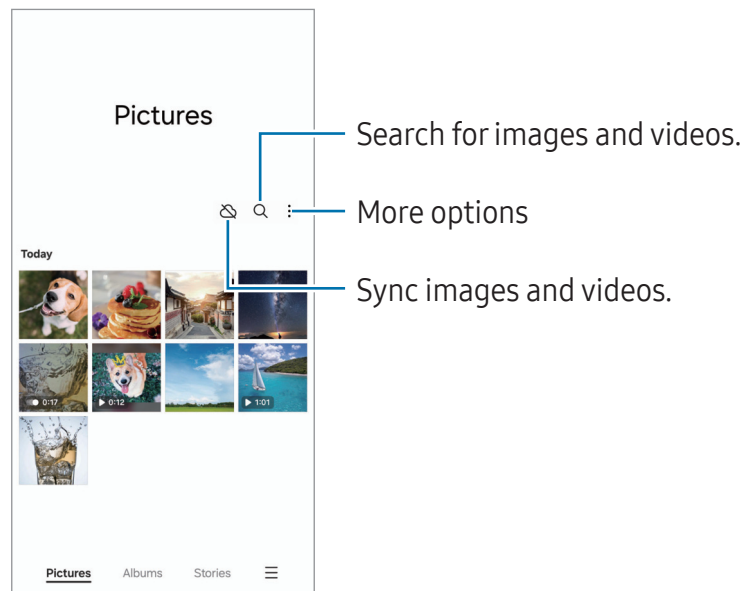 Pictures
Search for images and videos.
More options
Sync images and videos.
Today
0:17
0:12
1:01
Pictures Albums Stories